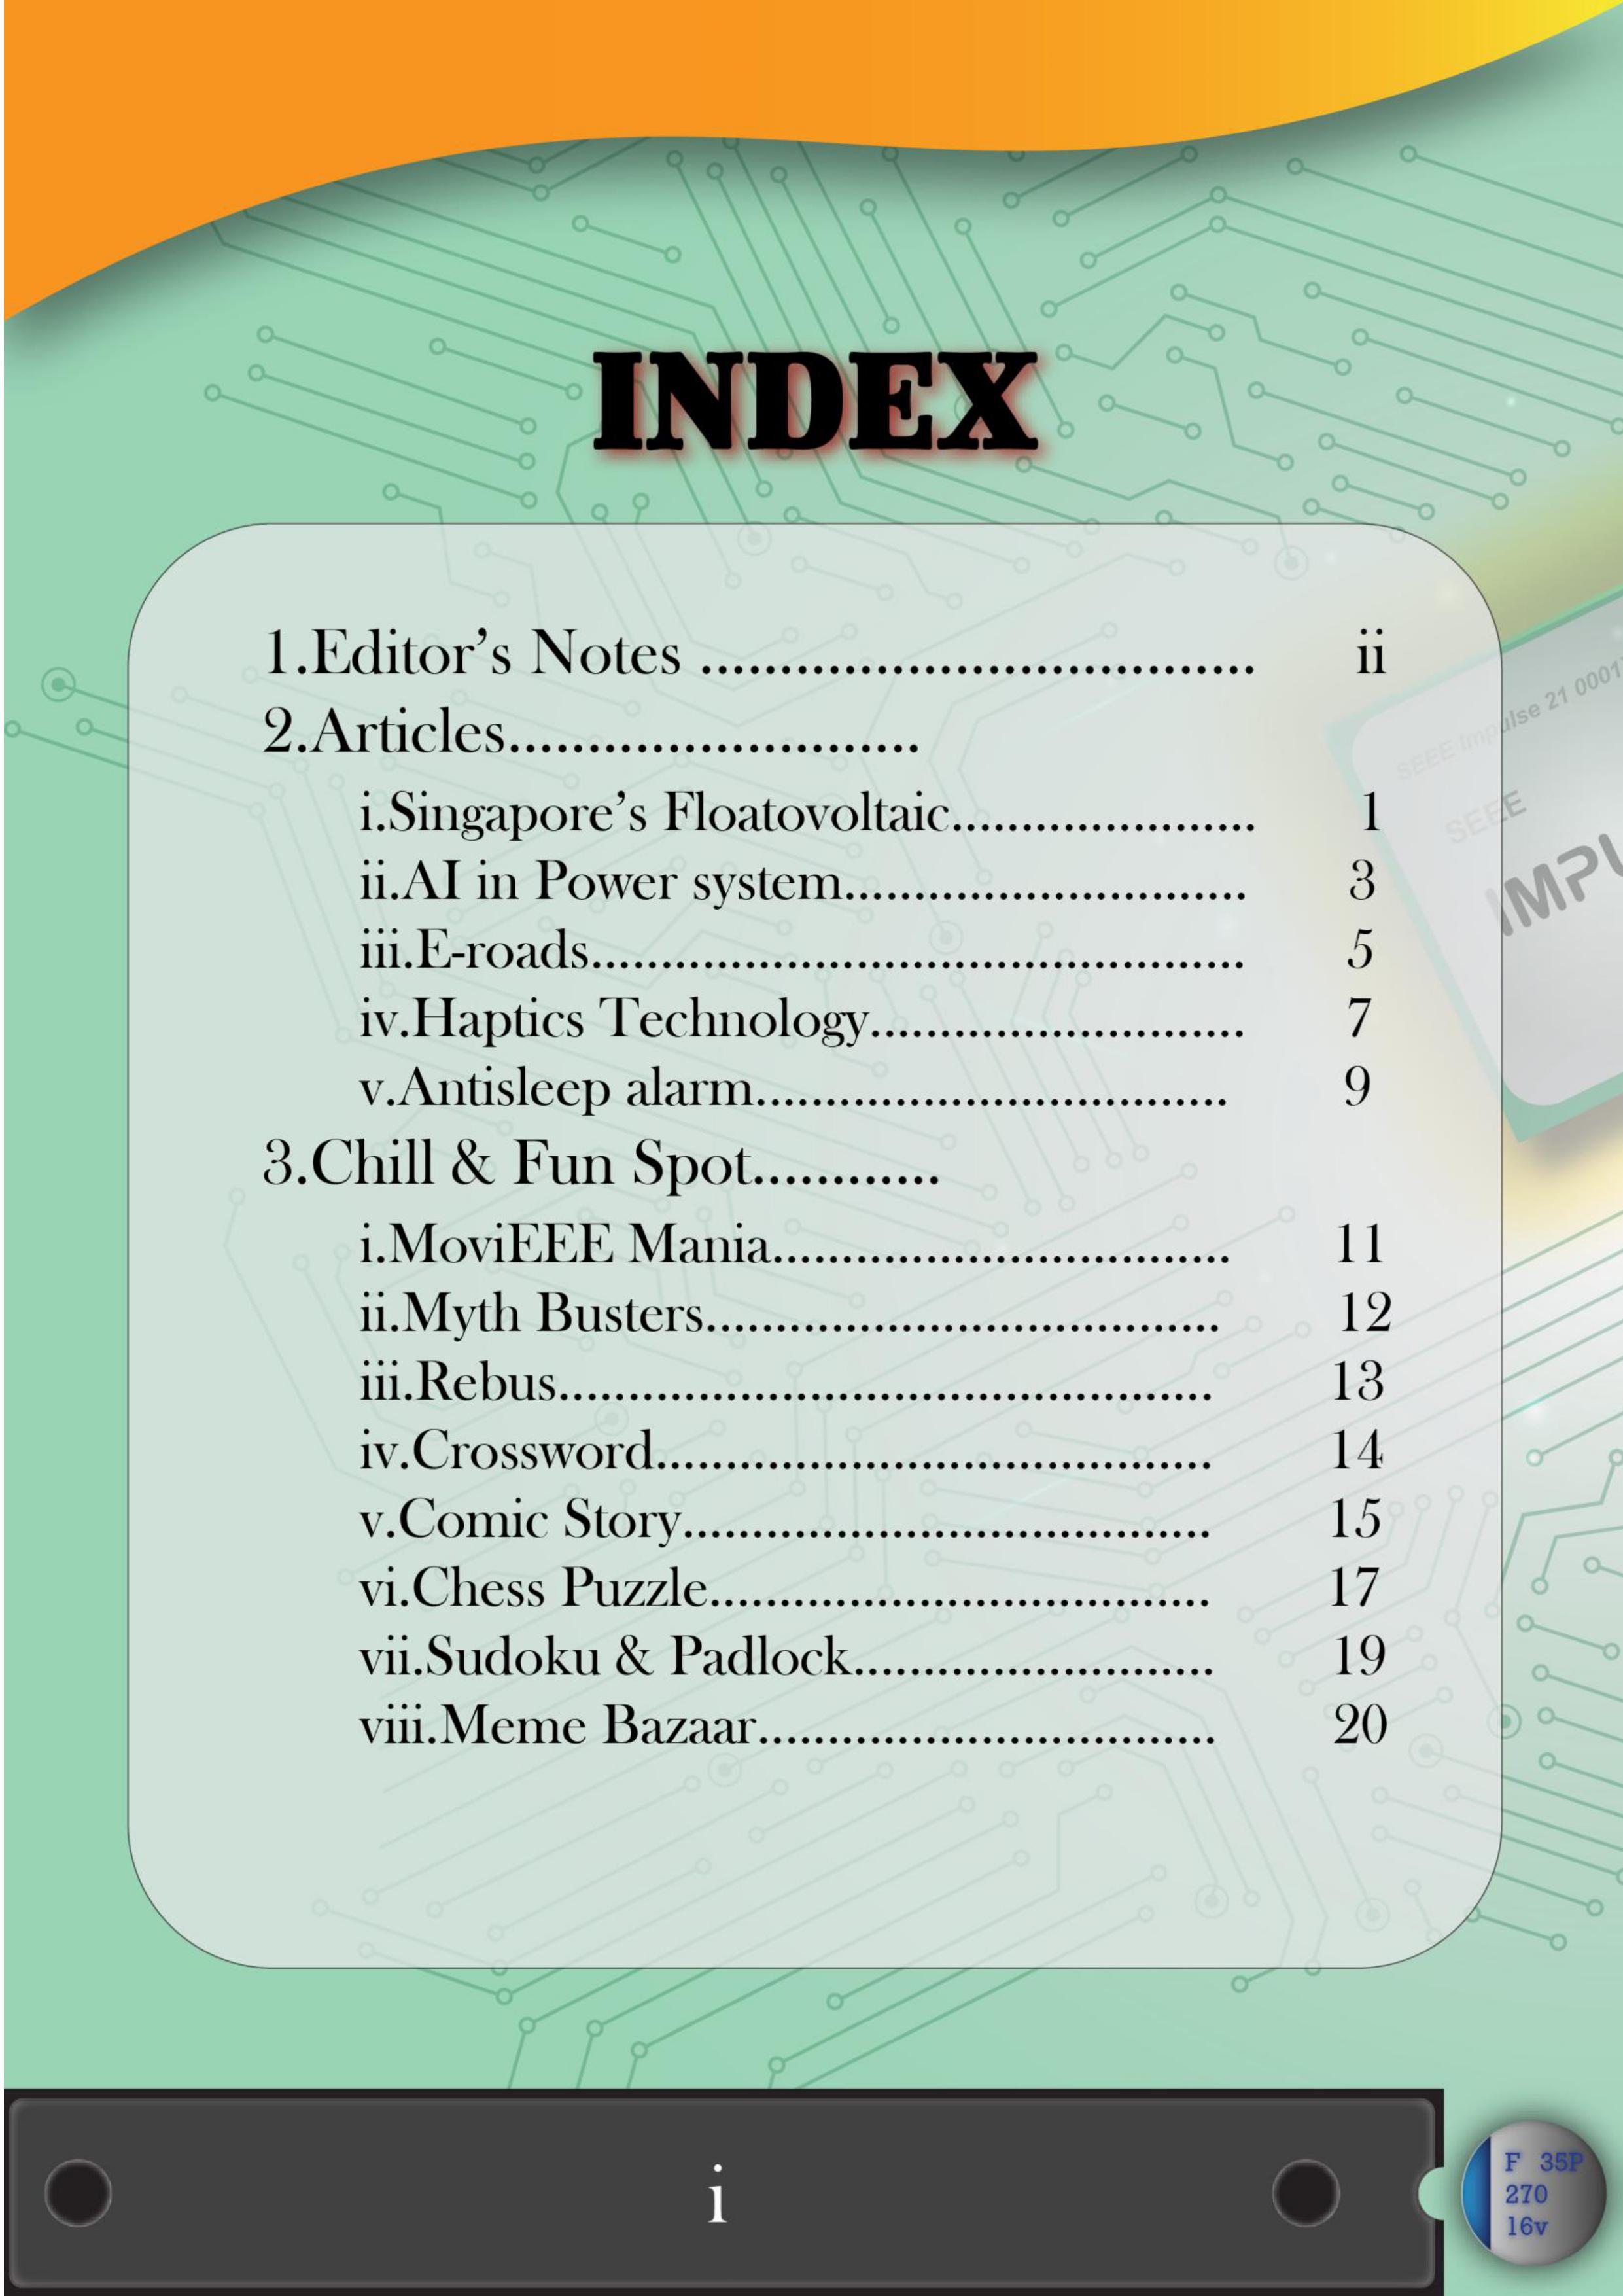 INDEX
1.Editor’s Notes ................................... ii
2.Articles..........................
i.Singapore’s Floatovoltaic...................... 1
ii.AI in Power system............................. 3
iii.E-roads............................................... 5
iv.Haptics Technology........................... 7
v.Antisleep alarm.................................. 9
3.Chill & Fun Spot............
i.MoviEEE Mania................................. 11
ii.Myth Busters..................................... 12
iii.Rebus............................................... 13
iv.Crossword........................................ 14
v.Comic Story...................................... 15
vi.Chess Puzzle.................................... 17
vii.Sudoku & Padlock.......................... 19
viii.Meme Bazaar................................. 20
SEEE Impulse 21 0001
SEEE
IMPU
i
F 35P
270
16v